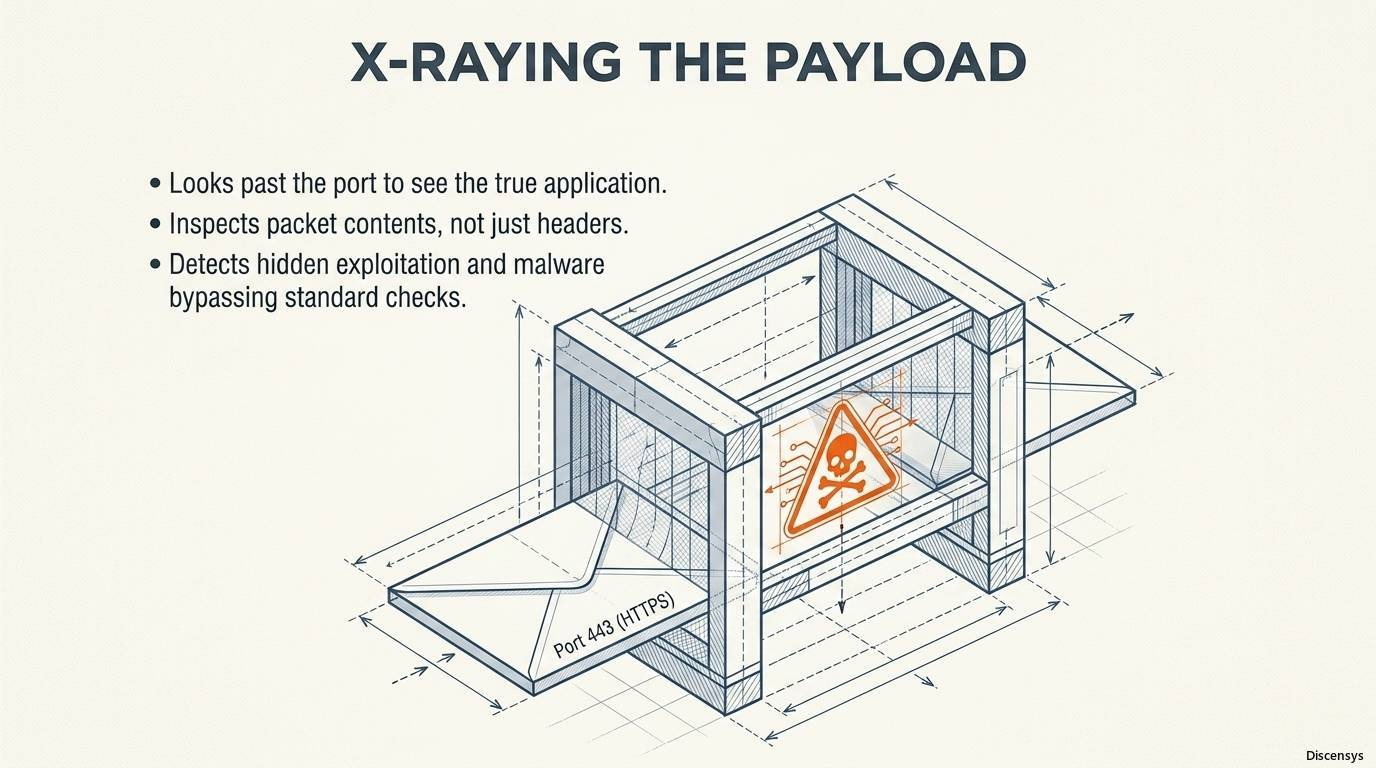 X-RAYING THE PAYLOAD
• Looks past the port to see the true application.
• Inspects packet contents, not just headers.
• Detects hidden exploitation and malware
bypassing standard checks.
Port 443 (HTTPS)
Discensys